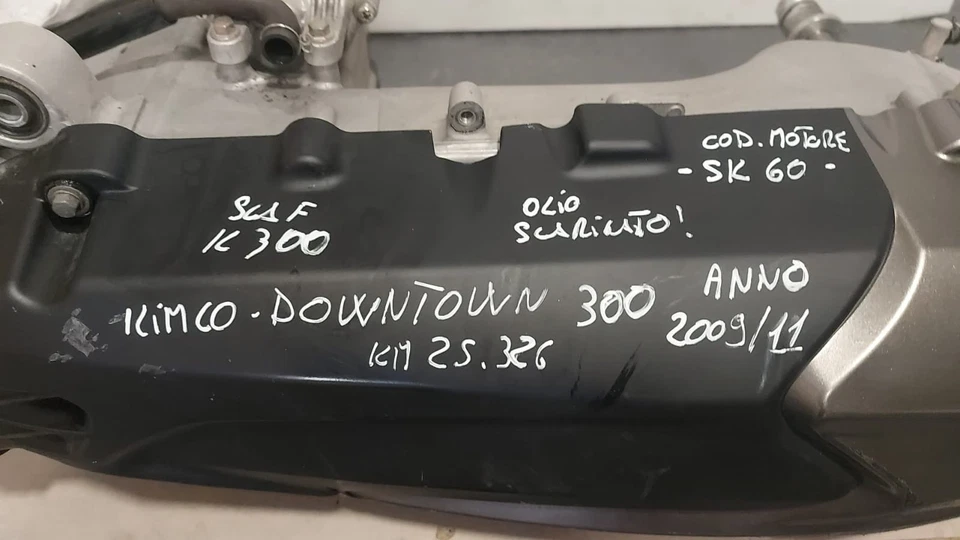 COD. MOTORE
- SK 60 -
SCAF
K 300
OLIO
SCARICATO!
KIMCO - DOWNTOWN 300
KM 25.326
ANNO
2009/11